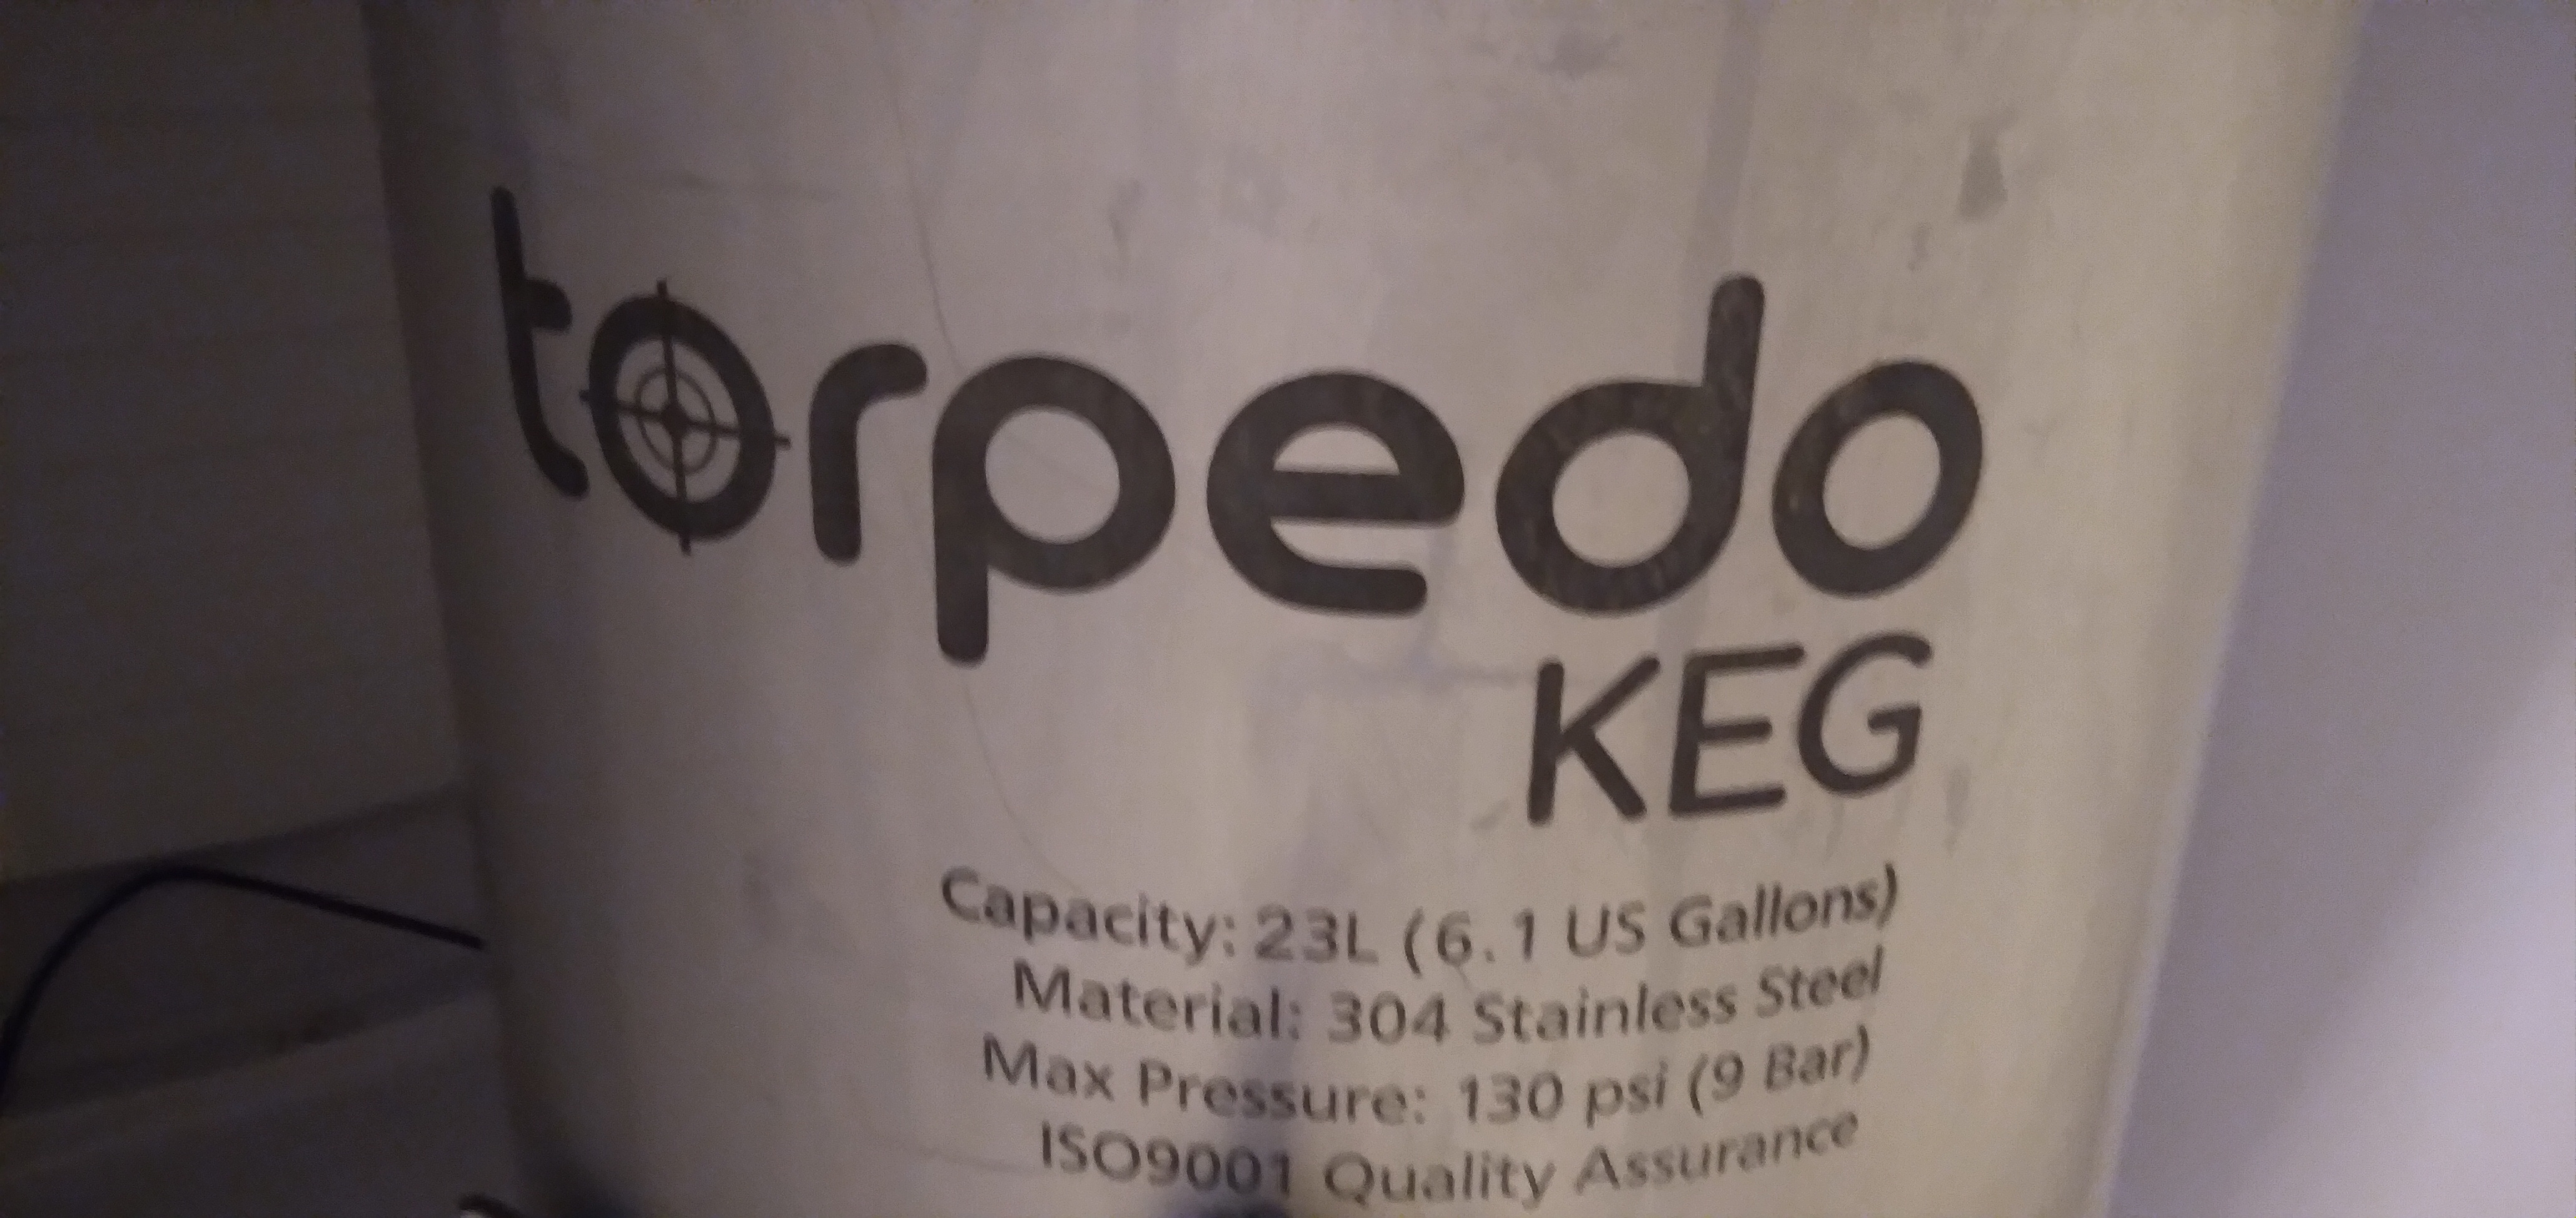 torpedo
KEG
Capacity: 23L (6.1 US Gallons)
Material: 304 Stainless Steel
Max Pressure: 130 psi (9 Bar)
ISO9001 Quality Assurance